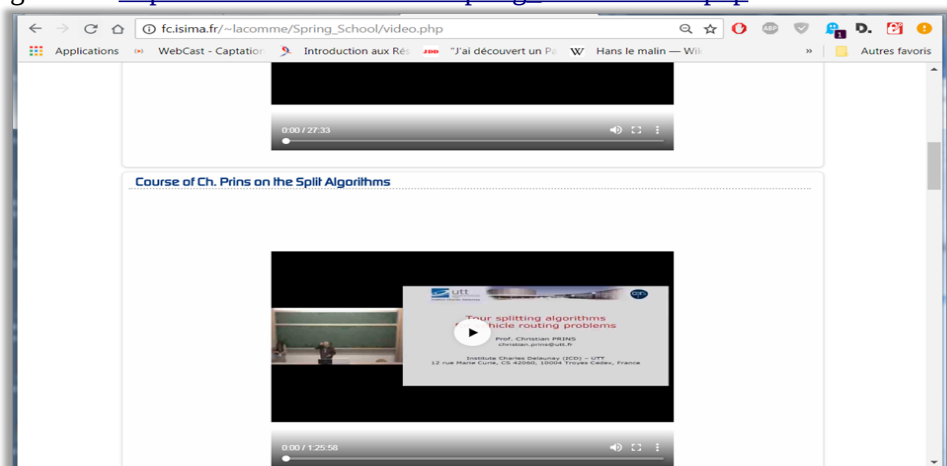 fc.isima.fr/~lacomme/Spring_School/video.php
Applications WebCast - Captation Introduction aux Rés "J'ai découvert un Pa W Hans le malin — Wik » Autres favoris
0:00 / 27:33
Course of Ch. Prins on the Split Algorithms
utt
Tour splitting algorithms
vehicle routing problems
Prof. Christian PRINS
christian.prins@utt.fr
Institute Charles Delaunay (ICD) – UTT
12 rue Marie Curie, CS 42060, 10004 Troyes Cedex, France
0:00 / 1:25:58